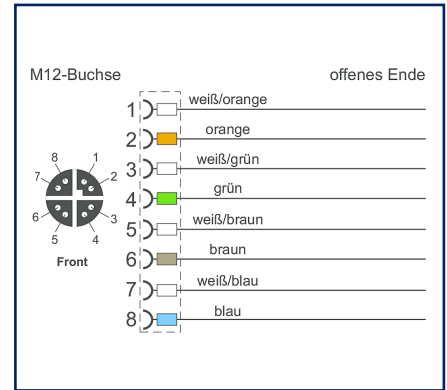 M12-Buchse offenes Ende
1 weiß/orange
2 orange
3 weiß/grün
4 grün
5 weiß/braun
6 braun
7 weiß/blau
8 blau
8 1
7 2
6 3
5 4
Front